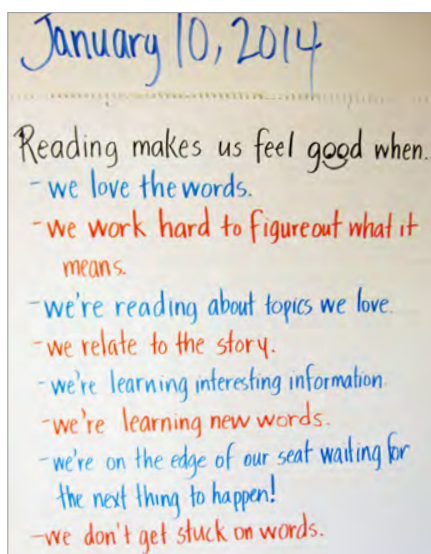 January 10, 2014
Reading makes us feel good when.
-we love the words.
-we work hard to figure out what it
means.
-we're reading about topics we love.
-we relate to the story.
-we're learning interesting information
-we're learning new words.
-we're on the edge of our seat waiting for
the next thing to happen!
-we don't get stuck on words.